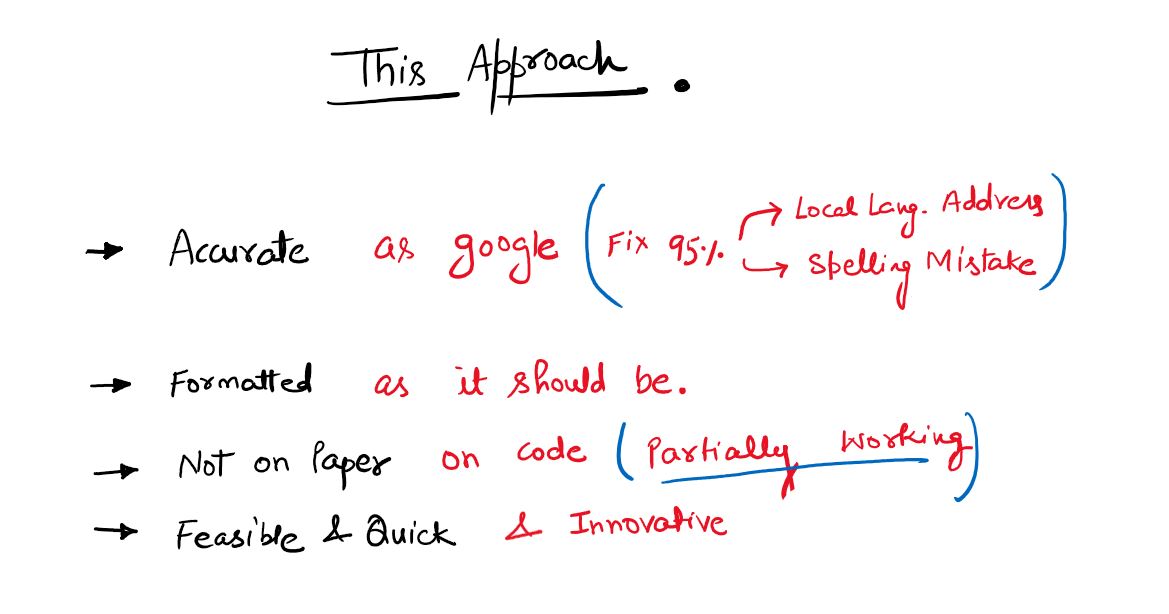 This Approach.
→ Accurate as google (Fix 95% → Local Lang. Address
→ Spelling Mistake)
→ Formatted as it should be.
→ Not on Paper on code (Partially Working)
→ Feasible & Quick & Innovative